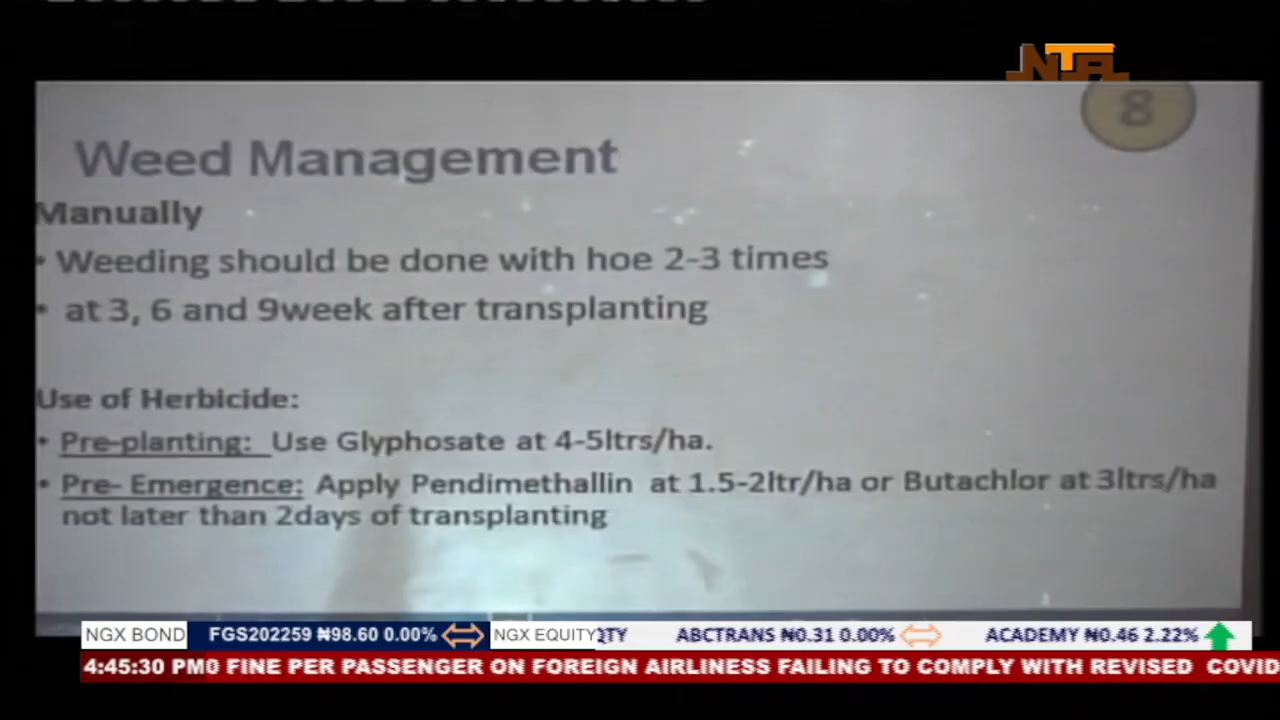 NTA
8
Weed Management
Manually
• Weeding should be done with hoe 2-3 times
• at 3, 6 and 9week after transplanting
Use of Herbicide:
• Pre-planting: Use Glyphosate at 4-5ltrs/ha.
• Pre- Emergence: Apply Pendimethallin at 1.5-2ltr/ha or Butachlor at 3ltrs/ha
not later than 2days of transplanting
NGX BOND FGS202259 ₦98.60 0.00% NGX EQUITY QTY ABCTRANS ₦0.31 0.00% ACADEMY ₦0.46 2.22%
4:45:30 PM 0 FINE PER PASSENGER ON FOREIGN AIRLINESS FAILING TO COMPLY WITH REVISED COVID